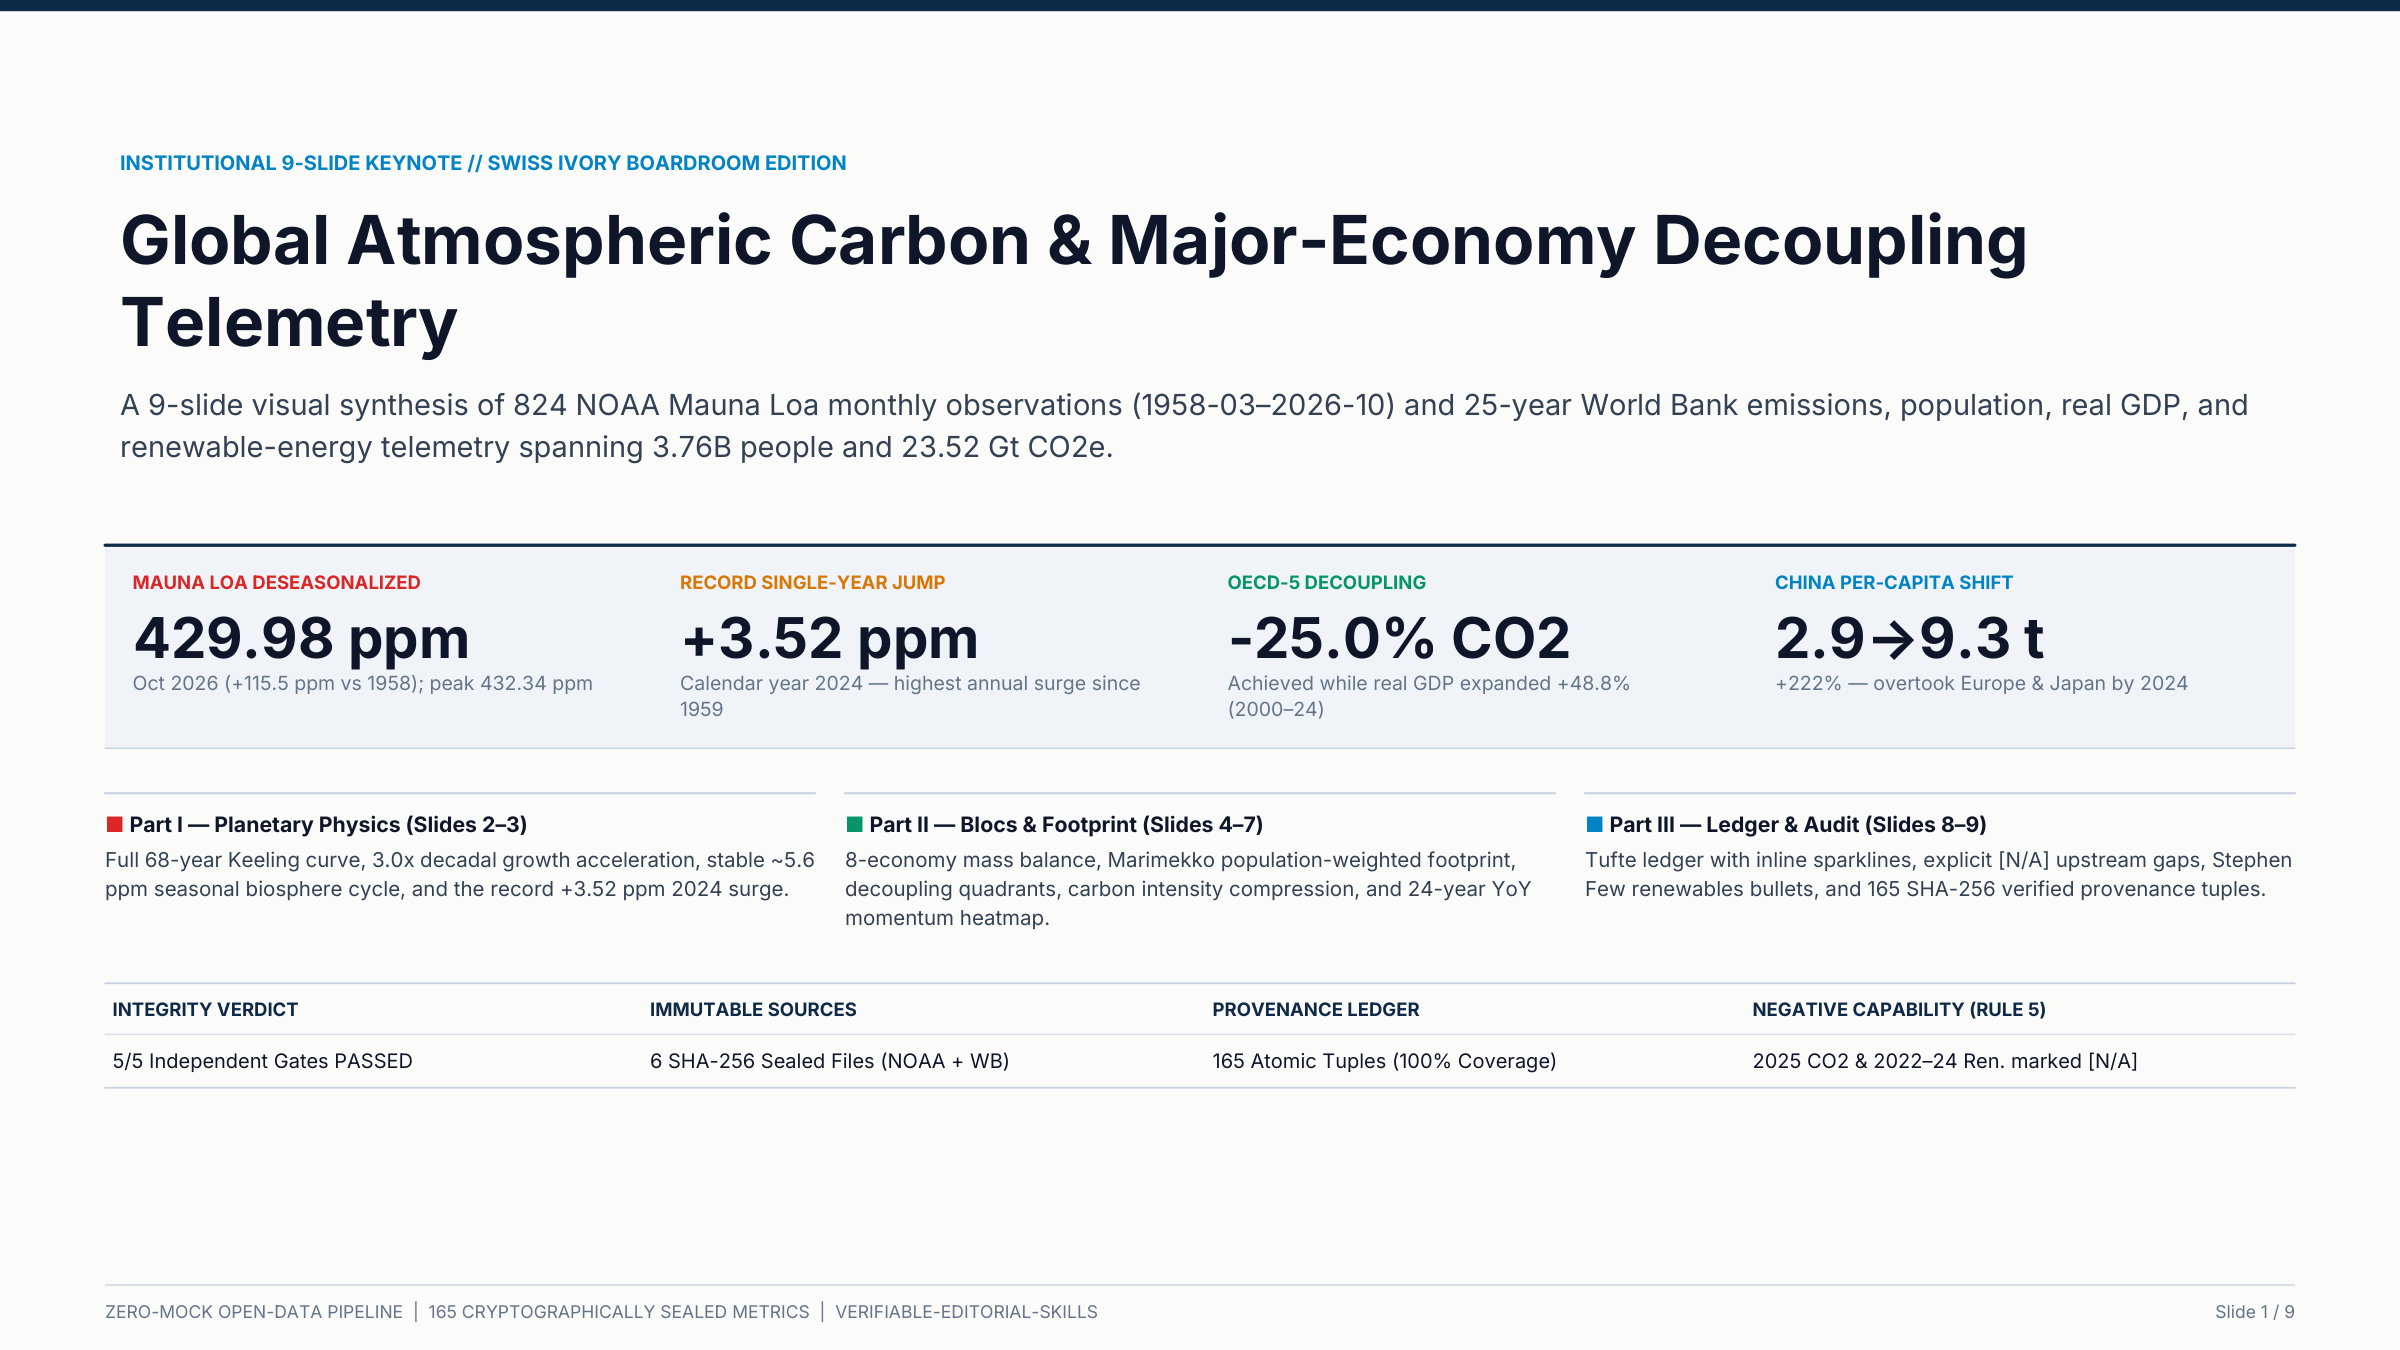 INSTITUTIONAL 9-SLIDE KEYNOTE // SWISS IVORY BOARDROOM EDITION
Global Atmospheric Carbon & Major-Economy Decoupling
Telemetry
A 9-slide visual synthesis of 824 NOAA Mauna Loa monthly observations (1958-03–2026-10) and 25-year World Bank emissions, population, real GDP, and
renewable-energy telemetry spanning 3.76B people and 23.52 Gt CO2e.
MAUNA LOA DESEASONALIZED
429.98 ppm
Oct 2026 (+115.5 ppm vs 1958); peak 432.34 ppm
RECORD SINGLE-YEAR JUMP
+3.52 ppm
Calendar year 2024 — highest annual surge since
1959
OECD-5 DECOUPLING
-25.0% CO2
Achieved while real GDP expanded +48.8%
(2000–24)
CHINA PER-CAPITA SHIFT
2.9→9.3 t
+222% — overtook Europe & Japan by 2024
Part I — Planetary Physics (Slides 2–3)
Full 68-year Keeling curve, 3.0x decadal growth acceleration, stable ~5.6
ppm seasonal biosphere cycle, and the record +3.52 ppm 2024 surge.
Part II — Blocs & Footprint (Slides 4–7)
8-economy mass balance, Marimekko population-weighted footprint,
decoupling quadrants, carbon intensity compression, and 24-year YoY
momentum heatmap.
Part III — Ledger & Audit (Slides 8–9)
Tufte ledger with inline sparklines, explicit [N/A] upstream gaps, Stephen
Few renewables bullets, and 165 SHA-256 verified provenance tuples.
INTEGRITY VERDICT IMMUTABLE SOURCES PROVENANCE LEDGER NEGATIVE CAPABILITY (RULE 5)
5/5 Independent Gates PASSED 6 SHA-256 Sealed Files (NOAA + WB) 165 Atomic Tuples (100% Coverage) 2025 CO2 & 2022–24 Ren. marked [N/A]
ZERO-MOCK OPEN-DATA PIPELINE | 165 CRYPTOGRAPHICALLY SEALED METRICS | VERIFIABLE-EDITORIAL-SKILLS Slide 1 / 9